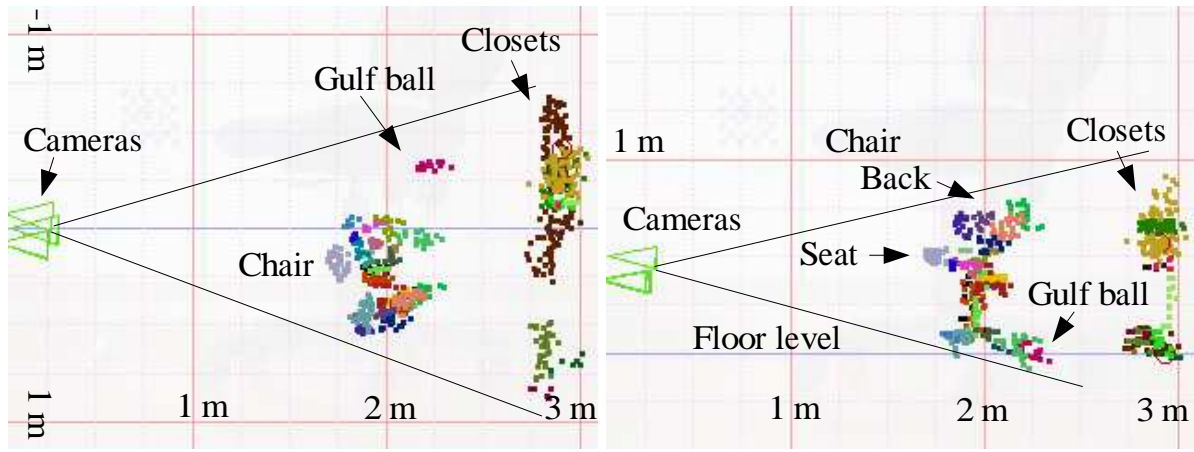 -1 m
Closets
Gulf ball
Cameras
Chair
1 m
1 m
2 m
3 m
1 m
Chair
Closets
Back
Cameras
Seat
Gulf ball
Floor level
1 m
2 m
3 m